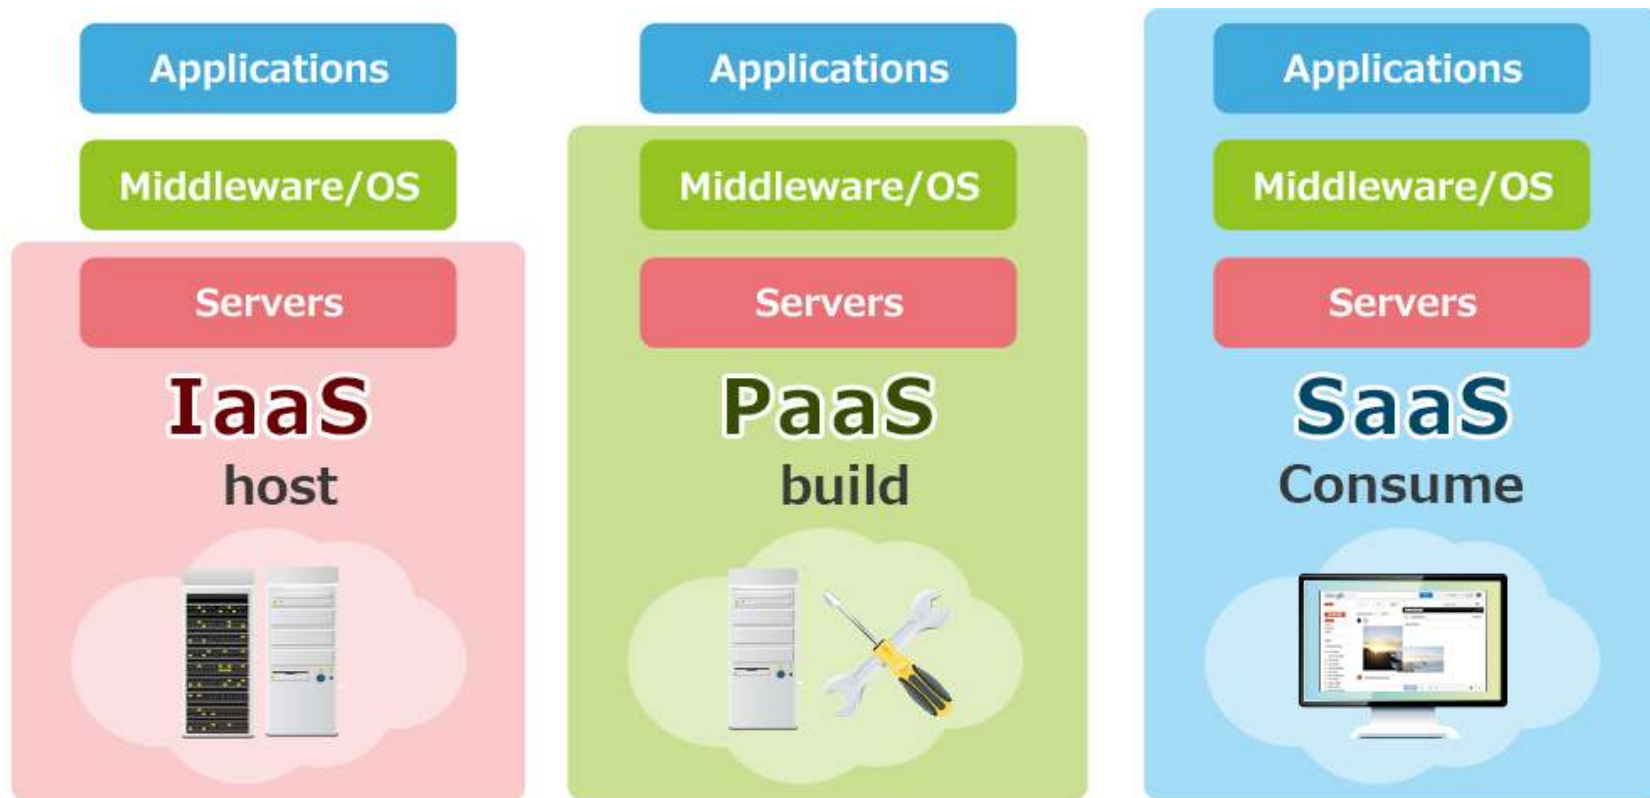 Applications
Middleware/OS
Servers
IaaS
host
Applications
Middleware/OS
Servers
PaaS
build
Applications
Middleware/OS
Servers
SaaS
Consume